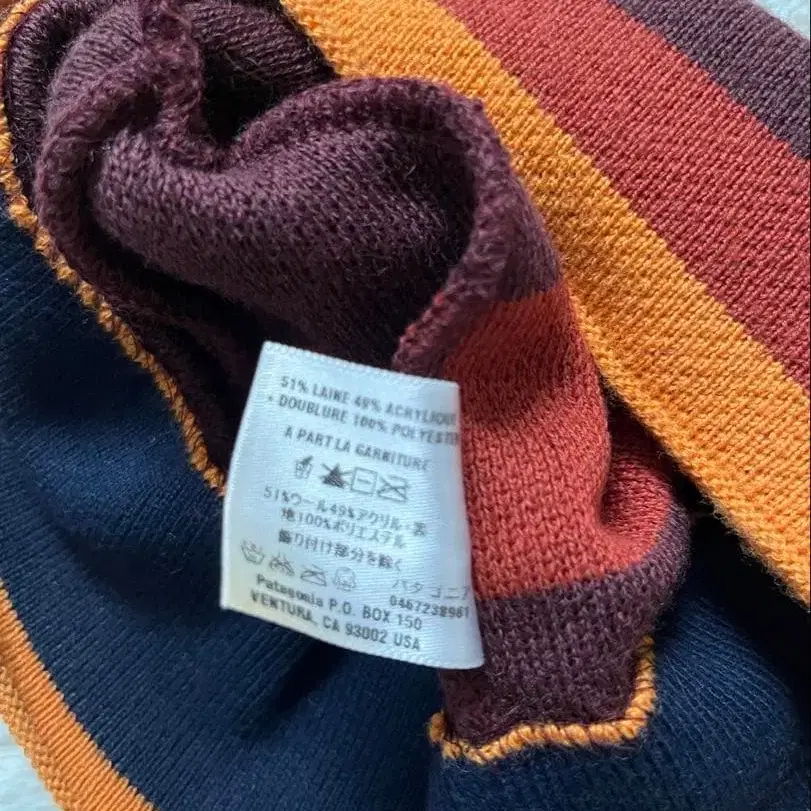 51% LAINE 49% ACRYLIQUE
• DOUBLURE 100% POLYESTER
A PART LA GARNITURE
51%ウール49%アクリル・裏
地100%ポリエステル
飾り付け部分を除く
パタゴニア
0467238961
Patagonia P.O. BOX 150
VENTURA, CA 93002 USA